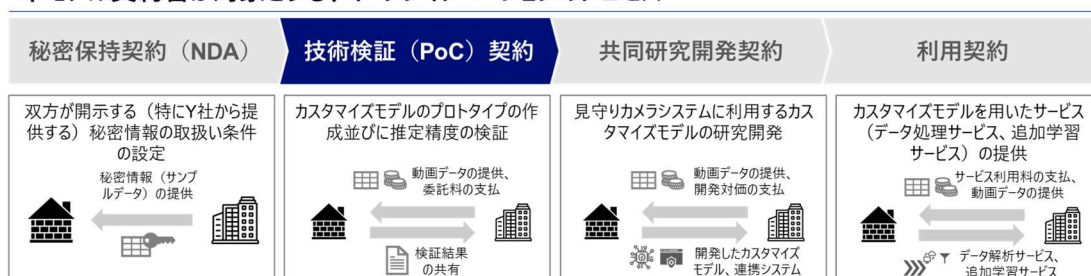 秘密保持契約（NDA）
技術検証（PoC）契約
共同研究開発契約
利用契約
双方が開示する（特にY社から提
供する）秘密情報の取扱い条件
の設定
秘密情報（サンプ
ルデータ）の提供
カスタマイズモデルのプロトタイプの作
成並びに推定精度の検証
動画データの提供、
委託料の支払
検証結果
の共有
見守りカメラシステムに利用するカス
タマイズモデルの研究開発
動画データの提供、
開発対価の支払
開発したカスタマイズ
モデル、連携システム
カスタマイズモデルを用いたサービス
（データ処理サービス、追加学習
サービス）の提供
サービス利用料の支払、
動画データの提供
データ解析サービス、
追加学習サービス